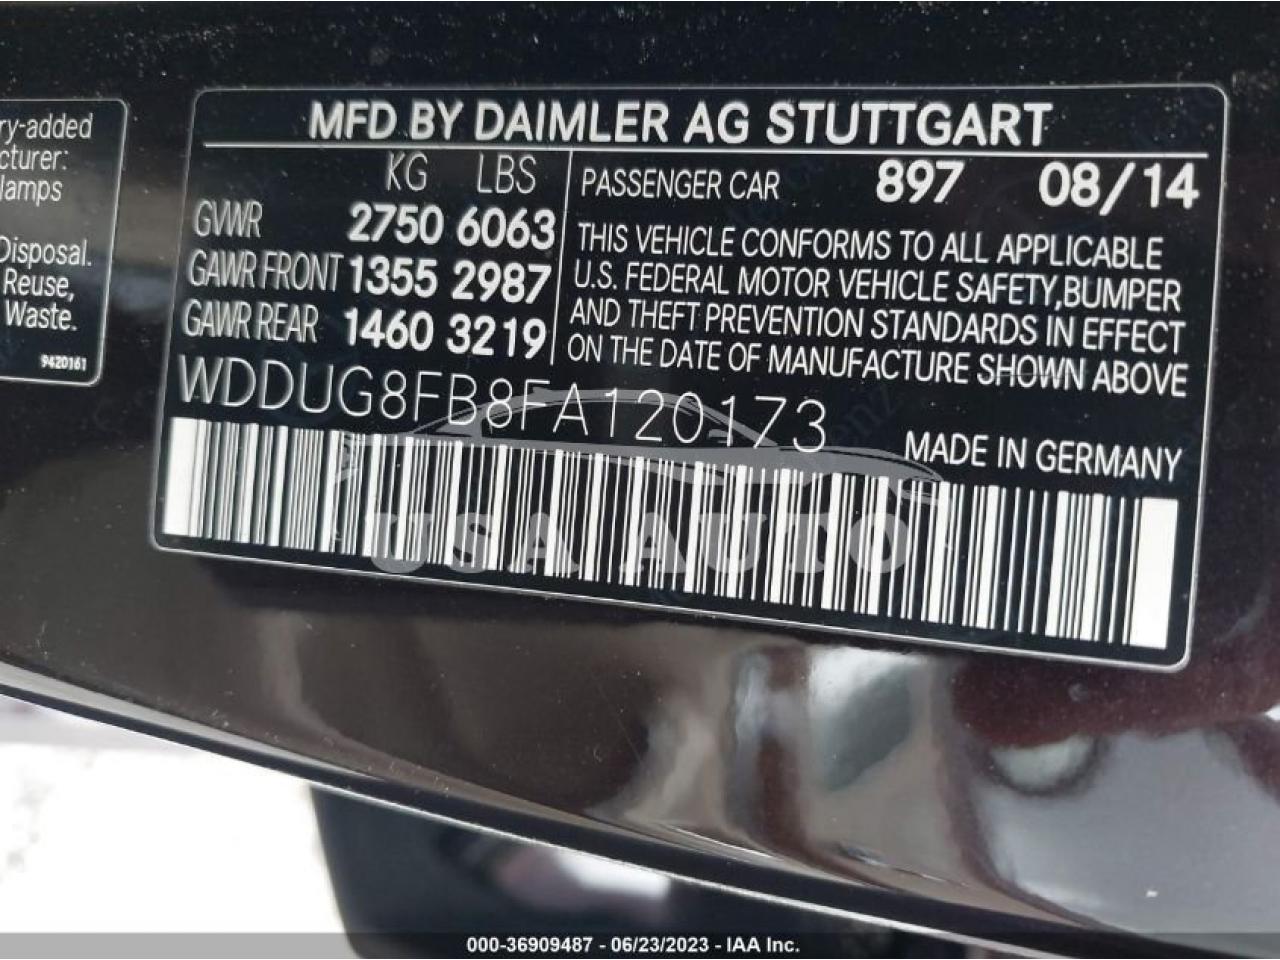 ry-added
cturer:
lamps
Disposal.
Reuse,
Waste.
9420161
MFD BY DAIMLER AG STUTTGART
KG LBS
GVWR 2750 6063
GAWR FRONT 1355 2987
GAWR REAR 1460 3219
PASSENGER CAR 897 08/14
THIS VEHICLE CONFORMS TO ALL APPLICABLE
U.S. FEDERAL MOTOR VEHICLE SAFETY,BUMPER
AND THEFT PREVENTION STANDARDS IN EFFECT
ON THE DATE OF MANUFACTURE SHOWN ABOVE
WDDUG8FB8FA120173
MADE IN GERMANY
USA AUTO
000-36909487 - 06/23/2023 - IAA Inc.